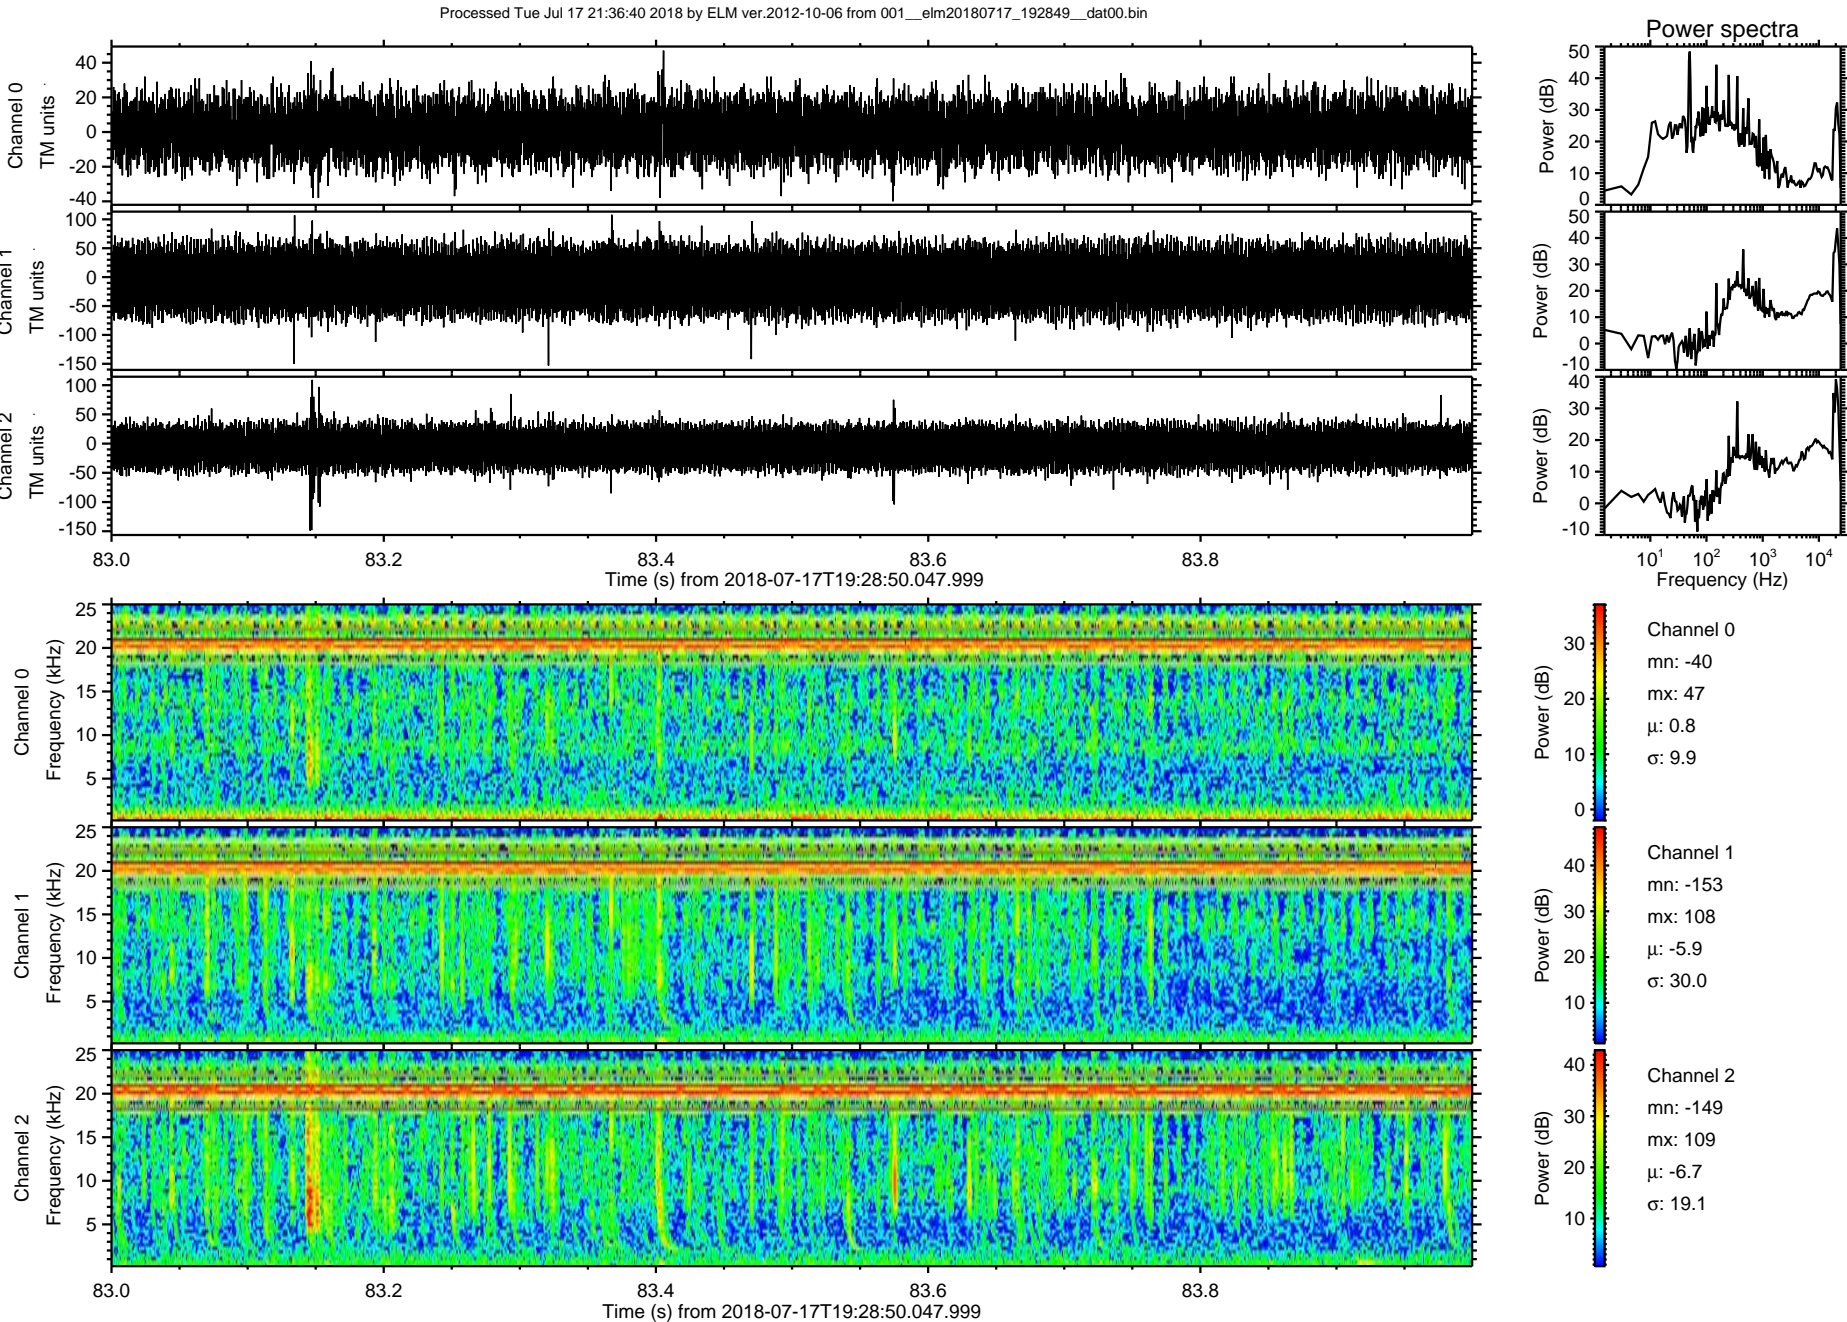 Processed Tue Jul 17 21:36:40 2018 by ELM ver.2012-10-06 from 001__elm20180717_192849__dat00.bin
Power spectra
Channel 0
TM units
40
20
0
-20
-40
Power (dB)
50
40
30
20
10
0
Channel 1
TM units
100
50
0
-50
-100
-150
Power (dB)
50
40
30
20
10
0
-10
Channel 2
TM units
100
50
0
-50
-100
-150
Power (dB)
40
30
20
10
0
-10
83.0 83.2 83.4 83.6 83.8
Time (s) from 2018-07-17T19:28:50.047.999
10¹ 10² 10³ 10⁴
Frequency (Hz)
Channel 0
Frequency (kHz)
25
20
15
10
5
Power (dB)
30
20
10
0
Channel 0
mn: -40
mx: 47
μ: 0.8
σ: 9.9
Channel 1
Frequency (kHz)
25
20
15
10
5
Power (dB)
40
30
20
10
Channel 1
mn: -153
mx: 108
μ: -5.9
σ: 30.0
Channel 2
Frequency (kHz)
25
20
15
10
5
Power (dB)
40
30
20
10
Channel 2
mn: -149
mx: 109
μ: -6.7
σ: 19.1
83.0 83.2 83.4 83.6 83.8
Time (s) from 2018-07-17T19:28:50.047.999